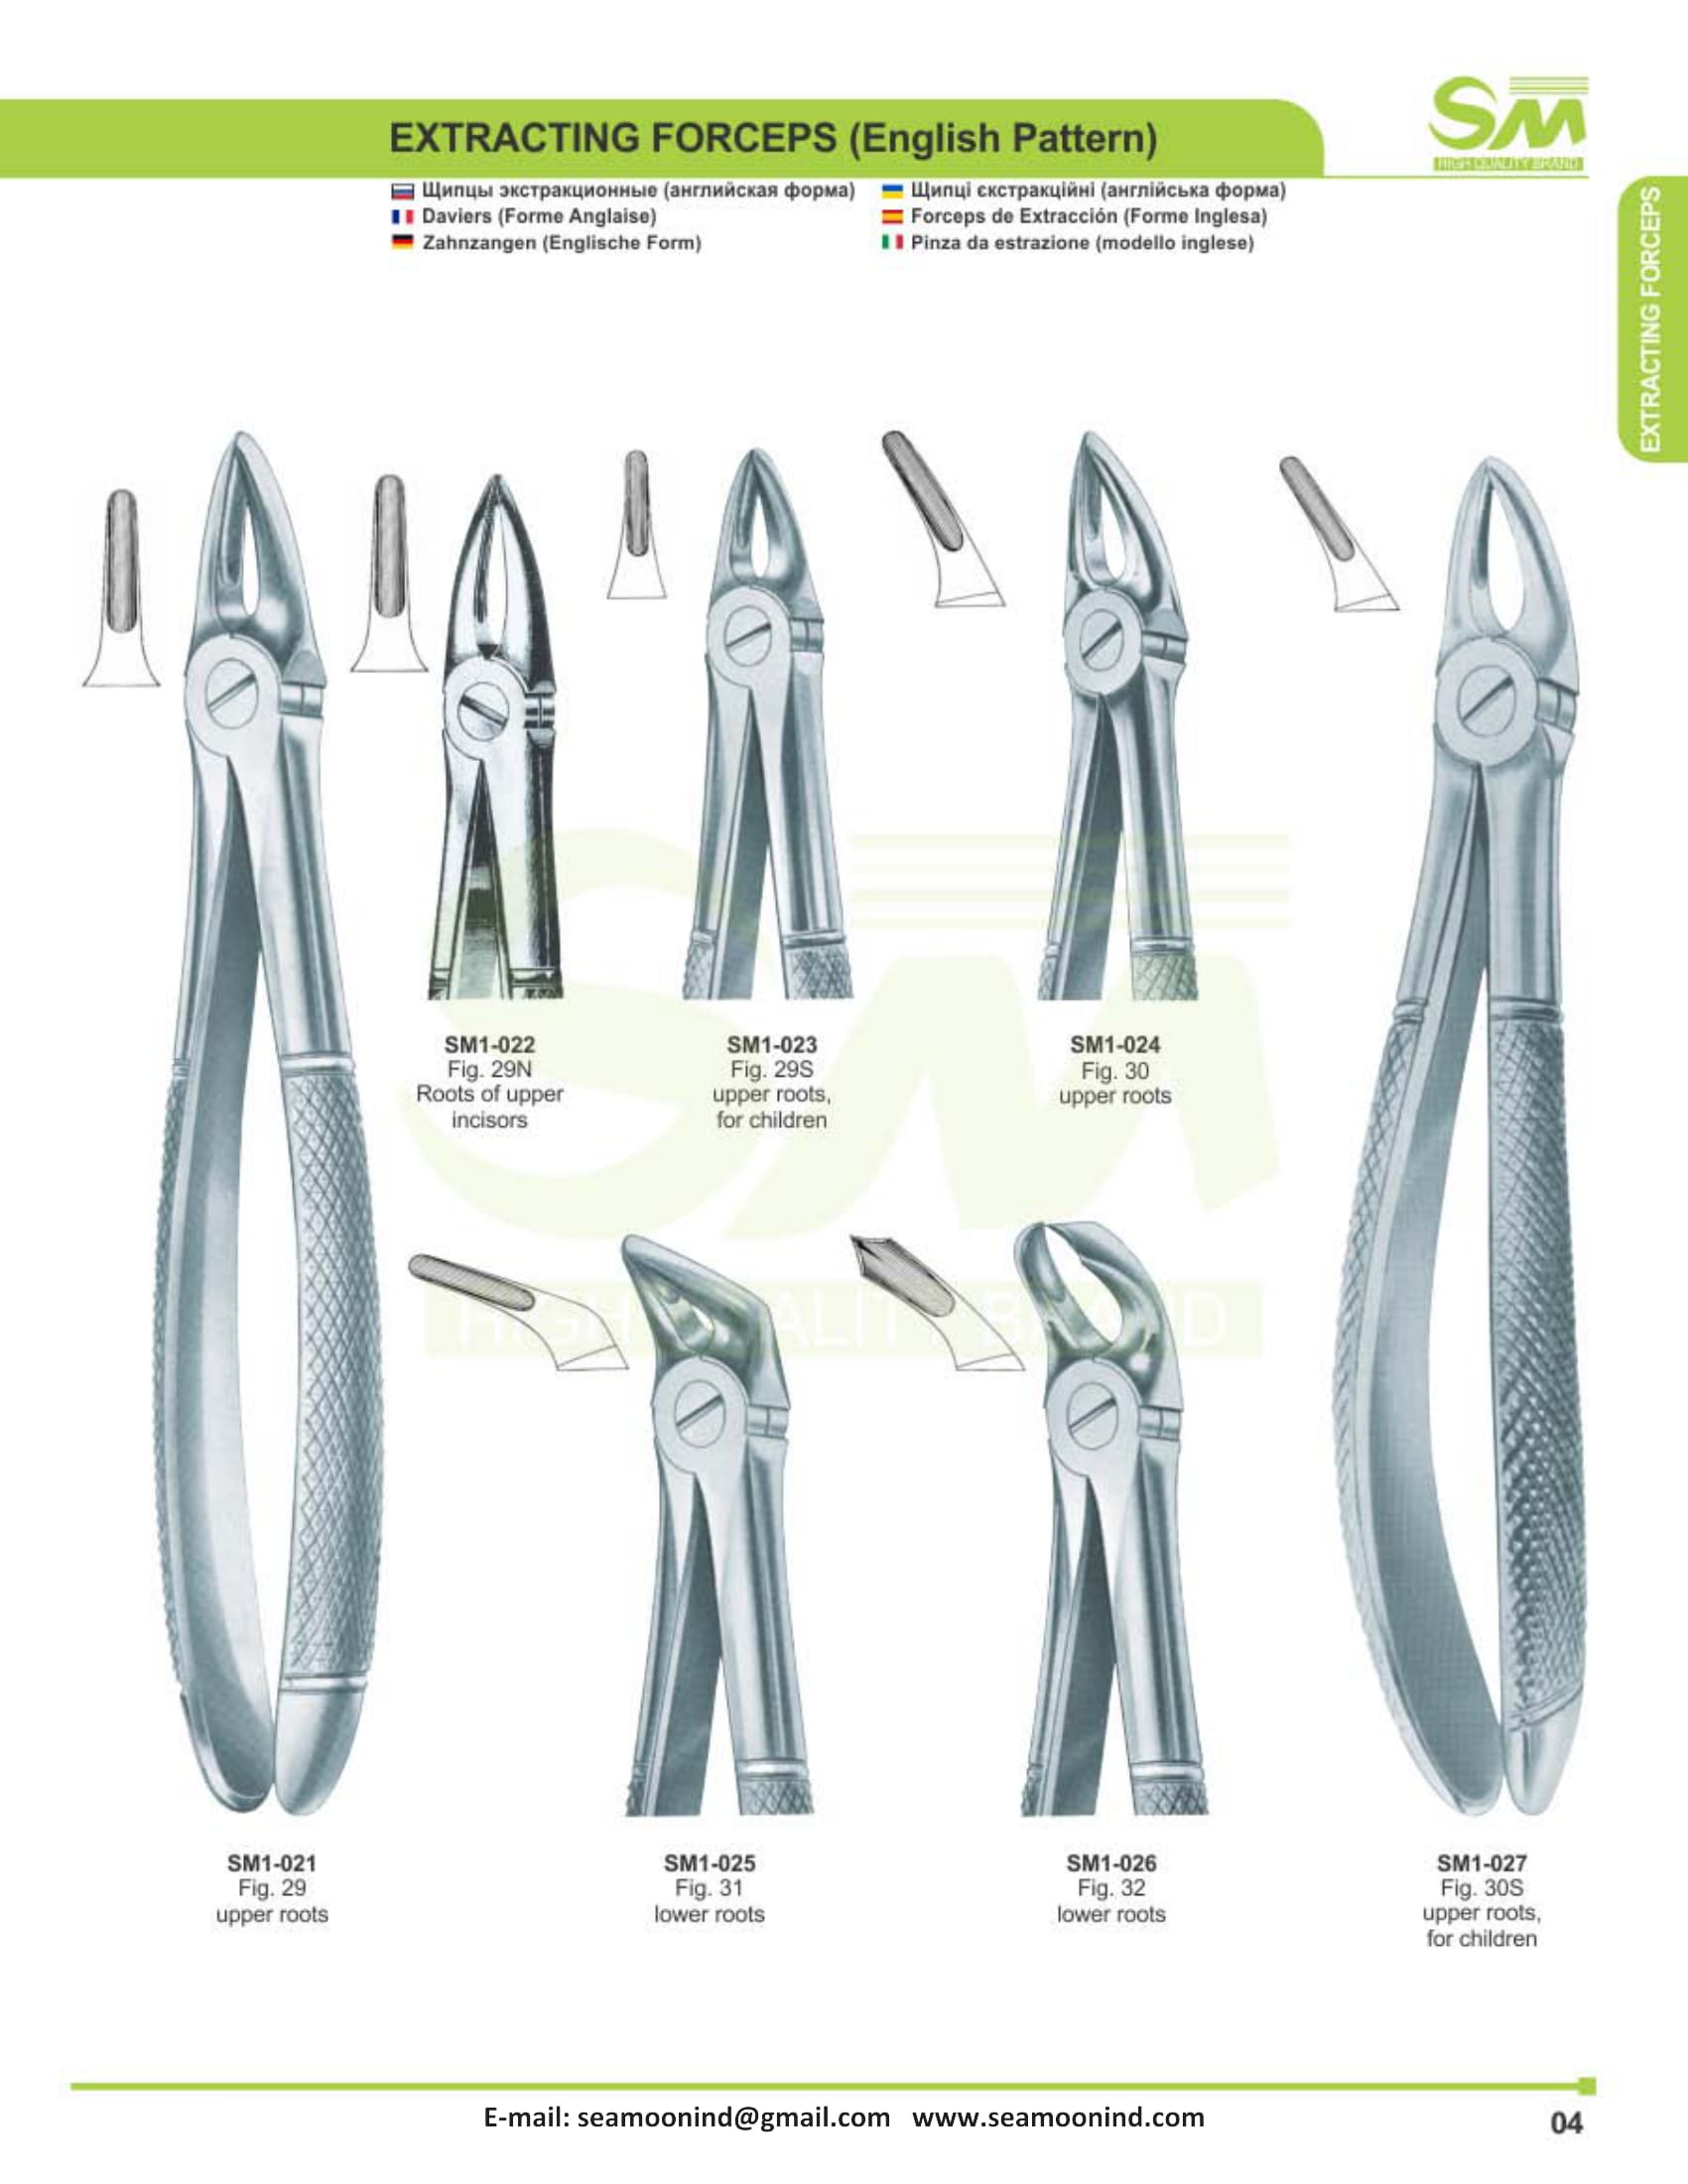 EXTRACTING FORCEPS (English Pattern)
SM
HIGH QUALITY BRAND
Щипцы экстракционные (английская форма)
Daviers (Forme Anglaise)
Zahnzangen (Englische Form)
Щипці єкстракційні (англійська форма)
Forceps de Extracción (Forme Inglesa)
Pinza da estrazione (modello inglese)
EXTRACTING FORCEPS
SM1-022
Fig. 29N
Roots of upper
incisors
SM1-023
Fig. 29S
upper roots,
for children
SM1-024
Fig. 30
upper roots
SM1-021
Fig. 29
upper roots
SM1-025
Fig. 31
lower roots
SM1-026
Fig. 32
lower roots
SM1-027
Fig. 30S
upper roots,
for children
E-mail: seamoonind@gmail.com www.seamoonind.com
04